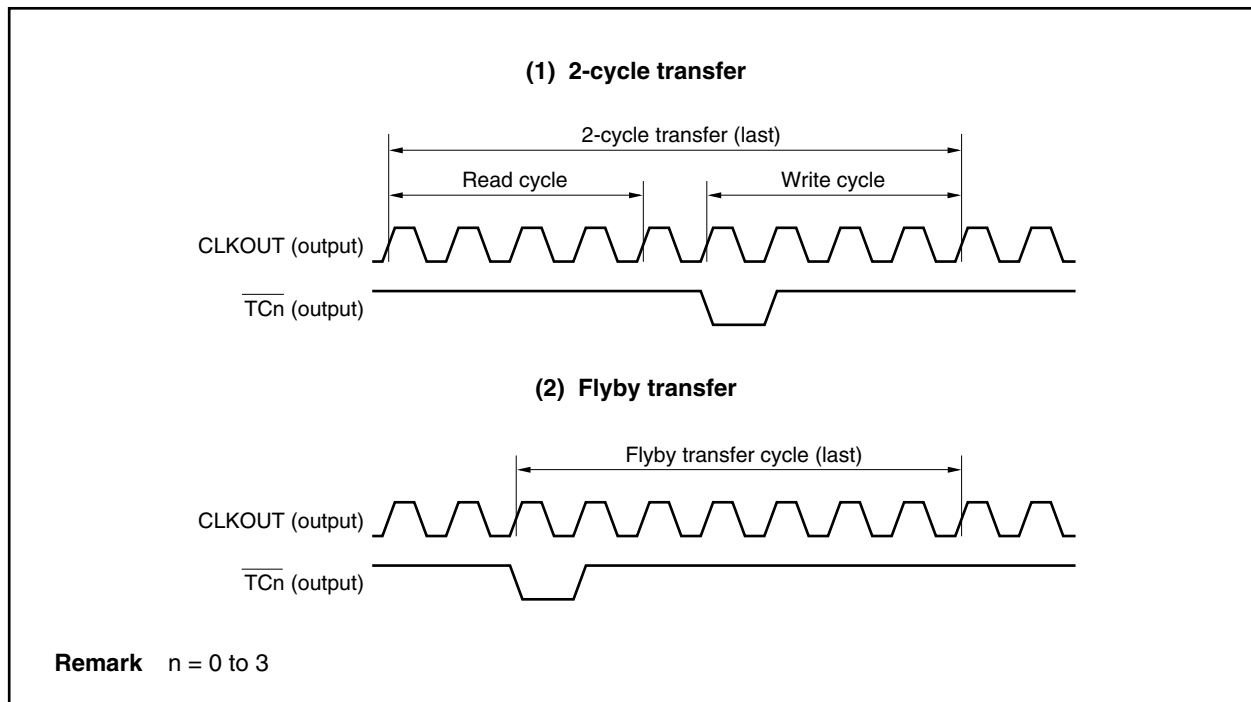 (1) 2-cycle transfer
2-cycle transfer (last)
Read cycle
Write cycle
CLKOUT (output)
TCn (output)
(2) Flyby transfer
Flyby transfer cycle (last)
CLKOUT (output)
TCn (output)
Remark n = 0 to 3